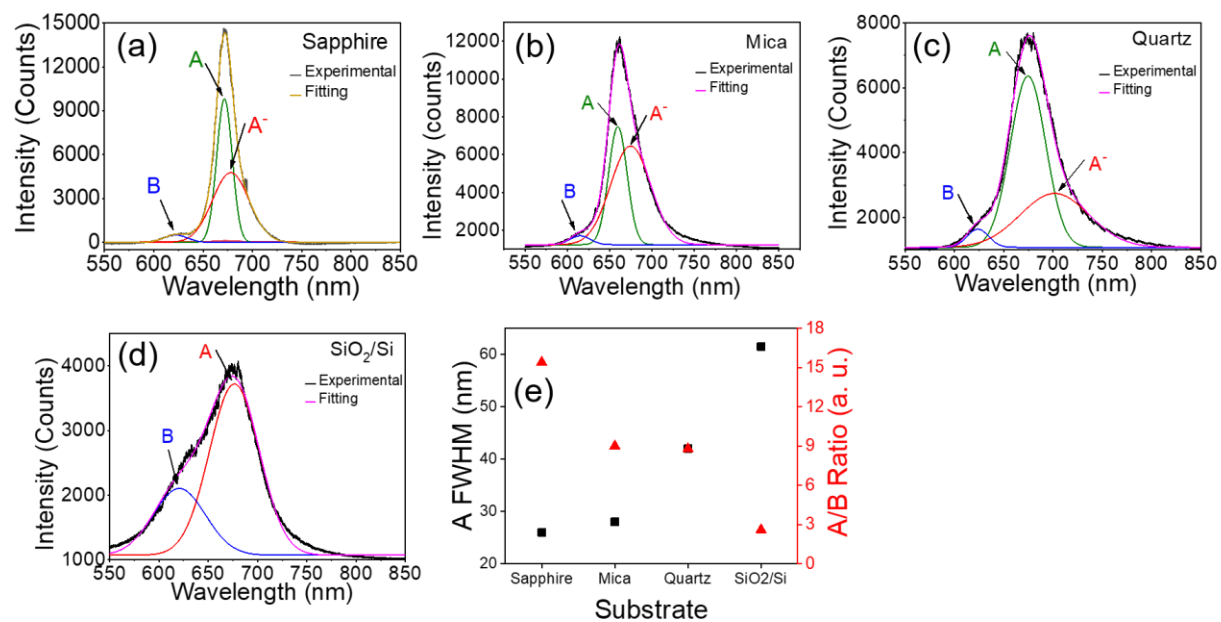 (a)
Sapphire
A
A⁻
B
Experimental
Fitting
15000
12000
9000
6000
3000
0
Intensity (Counts)
550 600 650 700 750 800 850
Wavelength (nm)
(b)
Mica
A
A⁻
B
Experimental
Fitting
12000
10000
8000
6000
4000
2000
Intensity (counts)
550 600 650 700 750 800 850
Wavelength (nm)
(c)
Quartz
A
A⁻
B
Experimental
Fitting
8000
6000
4000
2000
Intensity (Counts)
550 600 650 700 750 800 850
Wavelength (nm)
(d)
SiO₂/Si
A
B
Experimental
Fitting
4000
3000
2000
1000
Intensity (Counts)
550 600 650 700 750 800 850
Wavelength (nm)
(e)
60
50
40
30
20
A FWHM (nm)
18
15
12
9
6
3
0
A/B Ratio (a. u.)
Sapphire Mica Quartz SiO2/Si
Substrate